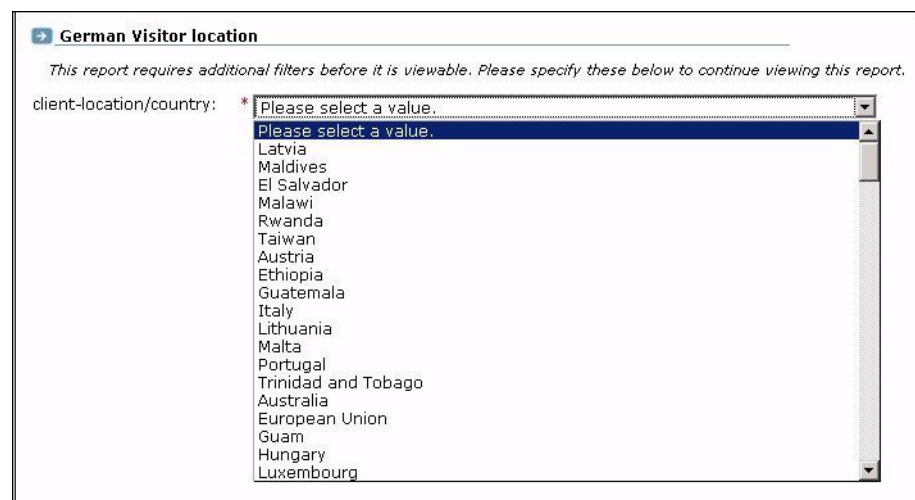 German Visitor location
This report requires additional filters before it is viewable. Please specify these below to continue viewing this report.
client-location/country: * Please select a value.
Please select a value.
Latvia
Maldives
El Salvador
Malawi
Rwanda
Taiwan
Austria
Ethiopia
Guatemala
Italy
Lithuania
Malta
Portugal
Trinidad and Tobago
Australia
European Union
Guam
Hungary
Luxembourg